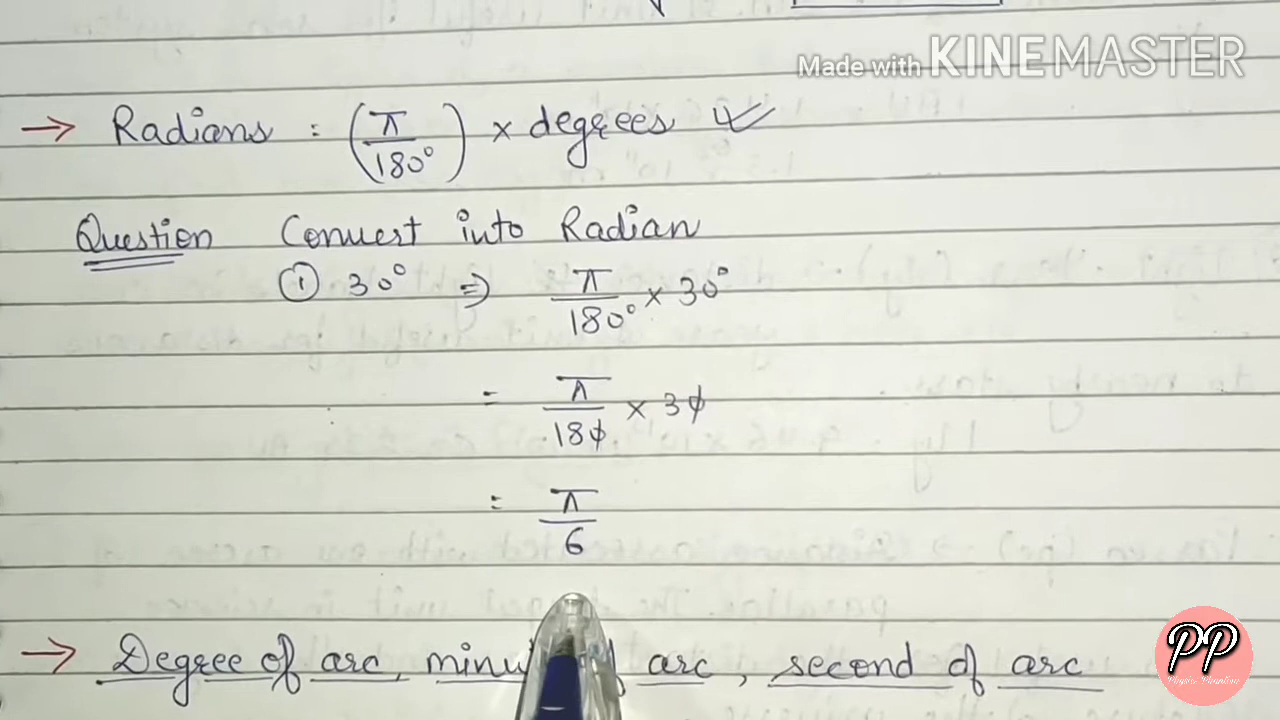 Made with KINEMASTER
→ Radians = (π/180°) × degrees
Question Convert into Radian
① 30° ⇒ π/180° × 30°
= π/180 × 30
= π/6
→ Degree of arc, minu of arc, second of arc
PP